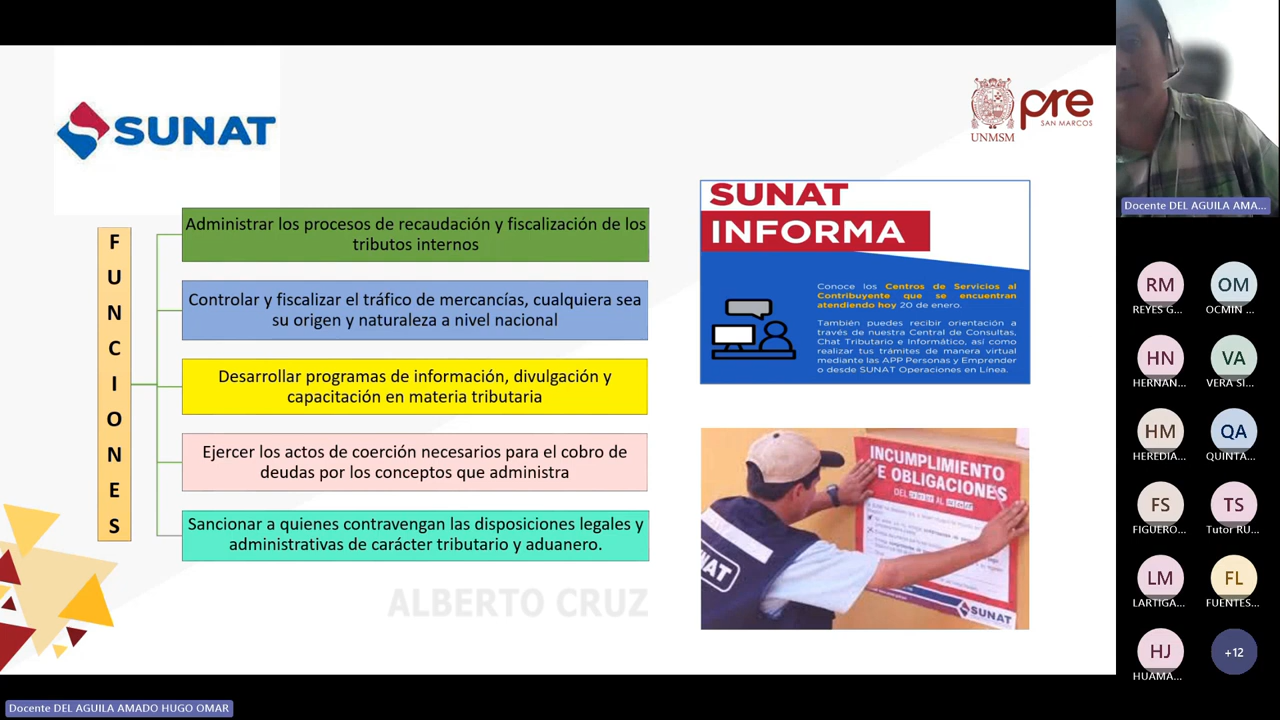 SUNAT
UNMSM
pre
SAN MARCOS
FUNCIONES
Administrar los procesos de recaudación y fiscalización de los
tributos internos
Controlar y fiscalizar el tráfico de mercancías, cualquiera sea
su origen y naturaleza a nivel nacional
Desarrollar programas de información, divulgación y
capacitación en materia tributaria
Ejercer los actos de coerción necesarios para el cobro de
deudas por los conceptos que administra
Sancionar a quienes contravengan las disposiciones legales y
administrativas de carácter tributario y aduanero.
ALBERTO CRUZ
SUNAT
INFORMA
Conoce los Centros de Servicios al
Contribuyente que se encuentran
atendiendo hoy 20 de enero.
También puedes recibir orientación a
través de nuestra Central de Consultas,
Chat Tributario e Informático, así como
realizar tus trámites de manera virtual
mediante las APP Personas y Emprender
o desde SUNAT Operaciones en Línea.
INCUMPLIMIENTO
DE OBLIGACIONES
DEL AL
SUNAT
Docente DEL AGUILA AMA...
RM
REYES G...
OM
OCMIN ...
HN
HERNAN...
VA
VERA SI...
HM
HEREDIA...
QA
QUINTA...
FS
FIGUERO...
TS
Tutor RU...
LM
LARTIGA...
FL
FUENTES...
HJ
HUAMA...
+12
Docente DEL AGUILA AMADO HUGO OMAR